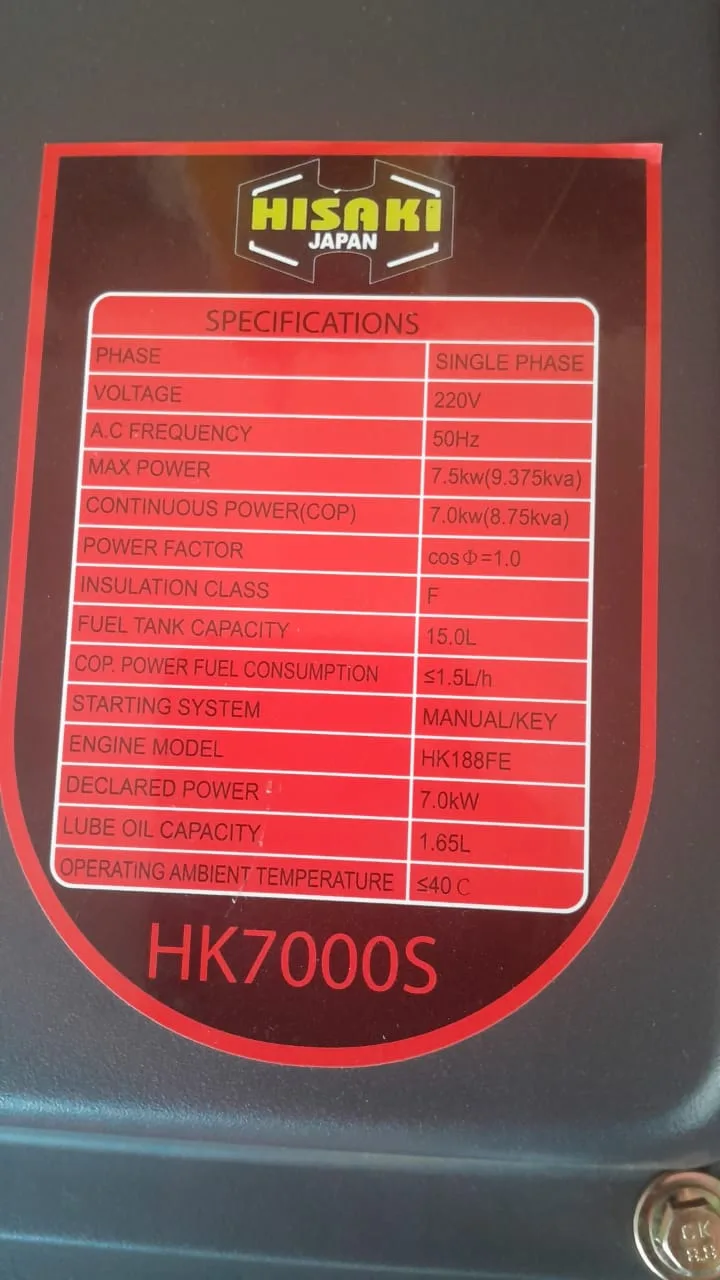 HISAKI
JAPAN
SPECIFICATIONS
PHASE SINGLE PHASE
VOLTAGE 220V
A.C FREQUENCY 50Hz
MAX POWER 7.5kw(9.375kva)
CONTINUOUS POWER(COP) 7.0kw(8.75kva)
POWER FACTOR cosΦ=1.0
INSULATION CLASS F
FUEL TANK CAPACITY 15.0L
COP. POWER FUEL CONSUMPTiON ≤1.5L/h
STARTING SYSTEM MANUAL/KEY
ENGINE MODEL HK188FE
DECLARED POWER 7.0kW
LUBE OIL CAPACITY 1.65L
OPERATING AMBIENT TEMPERATURE ≤40 C
HK7000S
CK
8.8